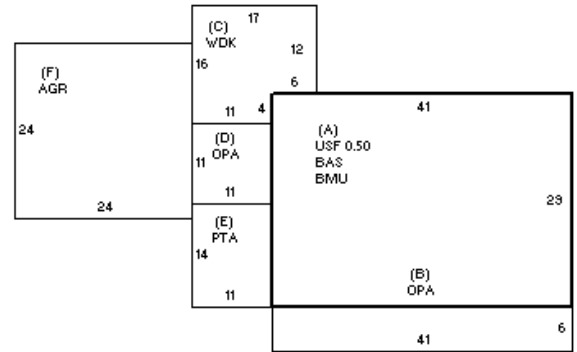 17
(C)
WDK
12
16
6
(F)
AGR
11
4
41
24
(D)
OPA
11
11
(A)
USF 0.50
BAS
BMU
29
24
(E)
PTA
14
11
(B)
OPA
6
41